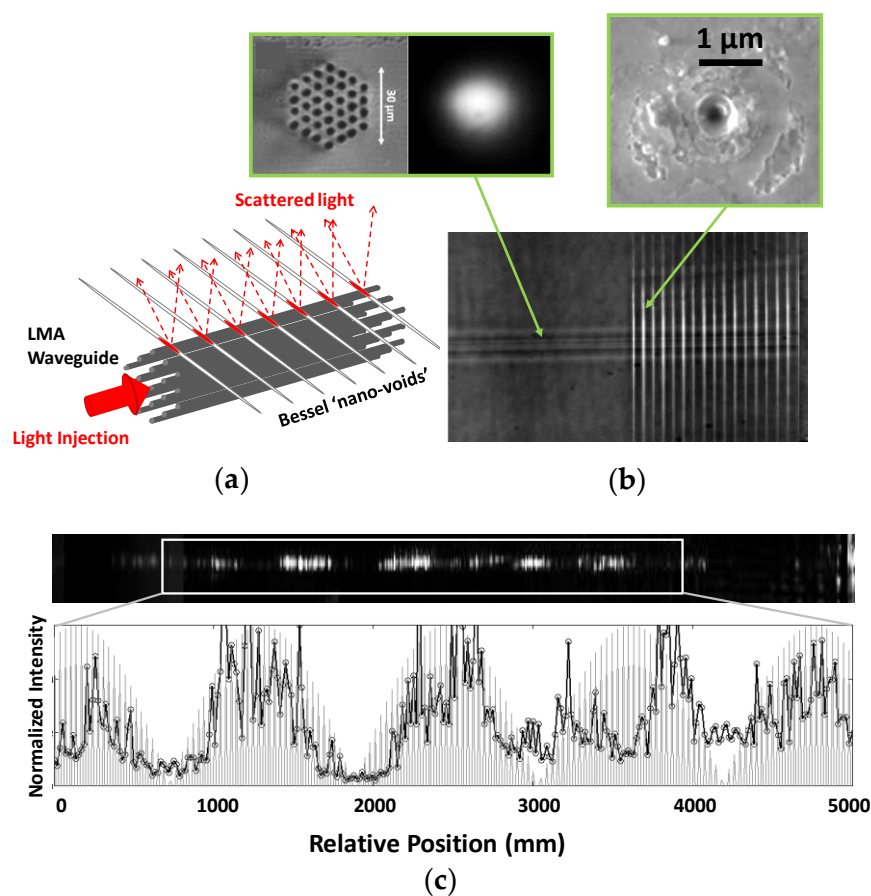 30 µm
1 µm
Scattered light
LMA
Waveguide
Bessel ‘nano-voids’
Light Injection
(a)
(b)
Normalized Intensity
0
1000
2000
3000
4000
5000
Relative Position (mm)
(c)